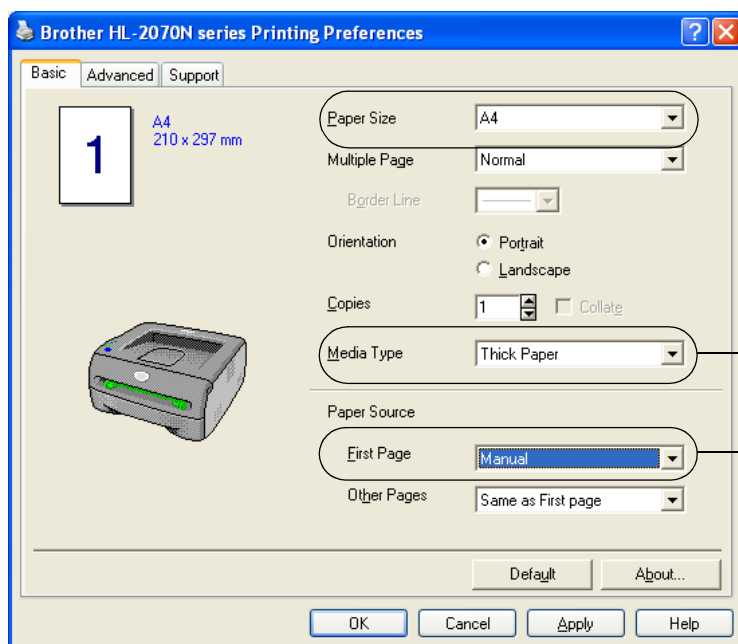 Brother HL-2070N series Printing Preferences
Basic Advanced Support
1
A4
210 x 297 mm
Paper Size A4
Multiple Page Normal
Border Line
Orientation Portrait
Landscape
Copies 1 Collate
Media Type Thick Paper
Paper Source
First Page Manual
Other Pages Same as First page
Default About...
OK Cancel Apply Help